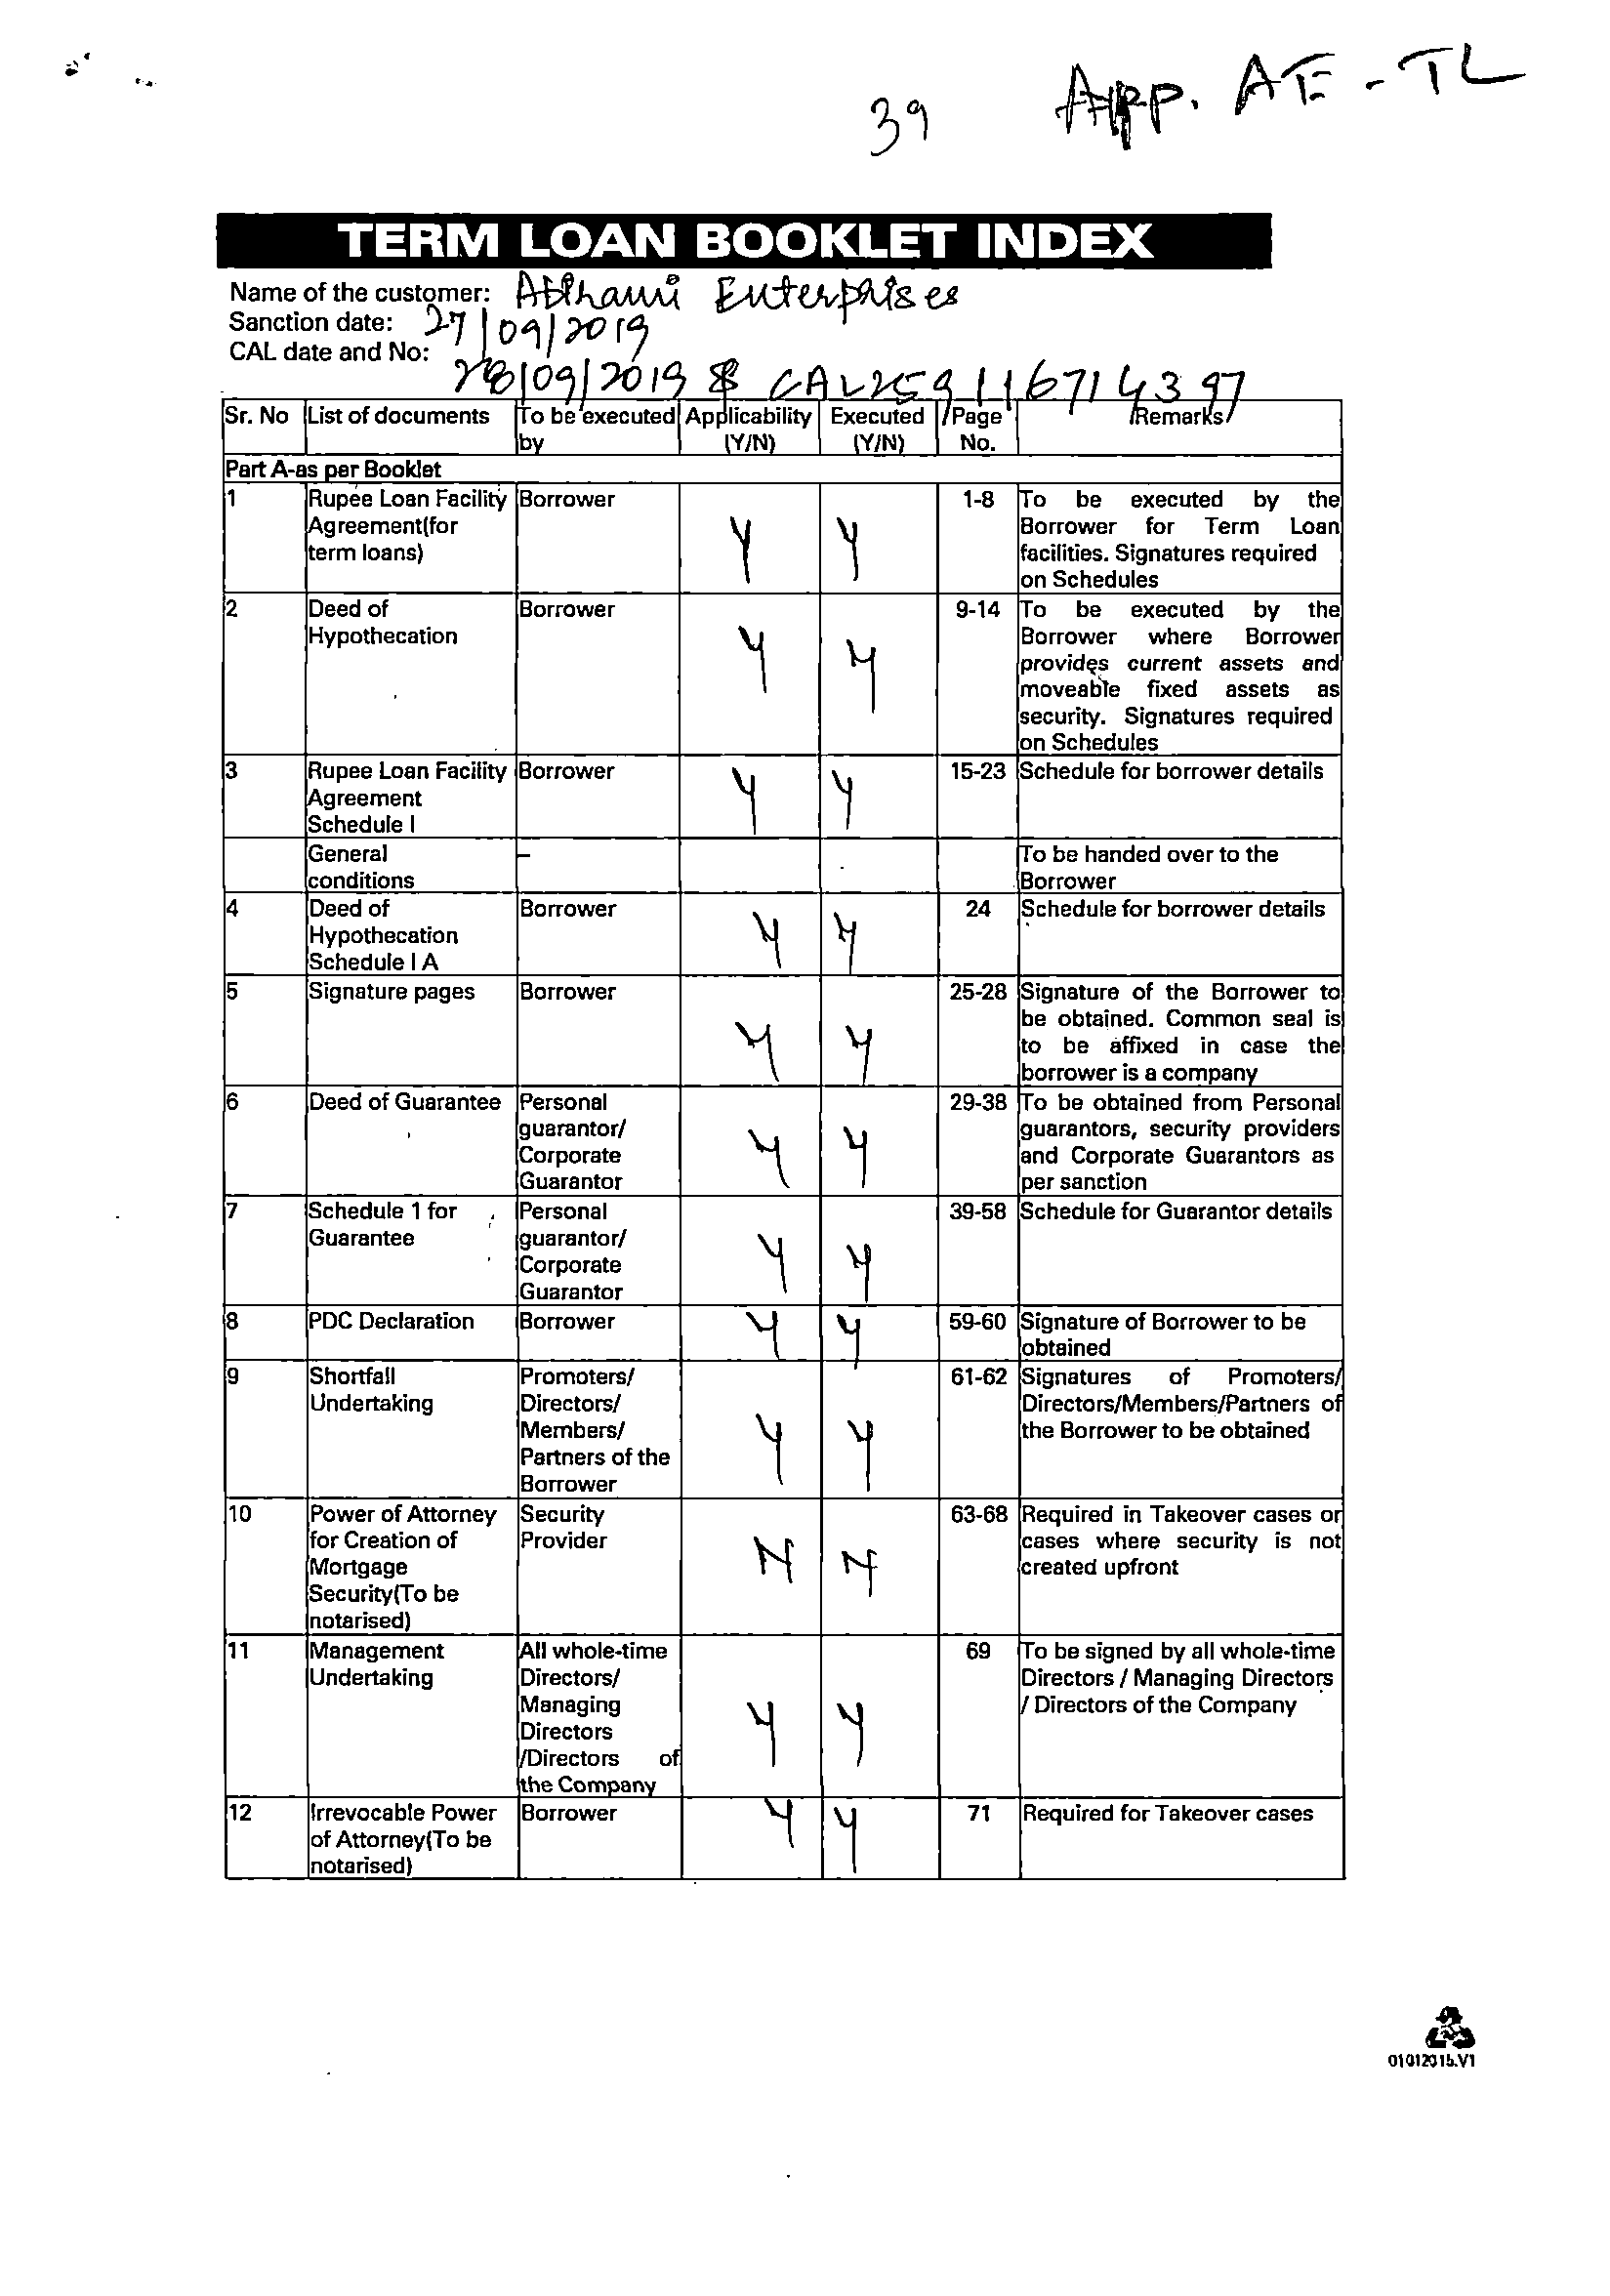 39
App. AF - TL
TERM LOAN BOOKLET INDEX
Name of the customer: Enterprises
Sanction date: 27/09/2019
CAL date and No: 28/09/2019 & CAL259116714397
Sr. No List of documents To be executed Applicability Executed Page Remarks
by (Y/N) (Y/N) No.
Part A-as per Booklet
1 Rupee Loan Facility Borrower Y Y 1-8 To be executed by the
Agreement(for Borrower for Term Loan
term loans) facilities. Signatures required
on Schedules
2 Deed of Borrower Y Y 9-14 To be executed by the
Hypothecation Borrower where Borrower
provides current assets and
moveable fixed assets as
security. Signatures required
on Schedules
3 Rupee Loan Facility Borrower Y Y 15-23 Schedule for borrower details
Agreement
Schedule I
General – To be handed over to the
conditions Borrower
4 Deed of Borrower Y Y 24 Schedule for borrower details
Hypothecation
Schedule I A
5 Signature pages Borrower Y Y 25-28 Signature of the Borrower to
be obtained. Common seal is
to be affixed in case the
borrower is a company
6 Deed of Guarantee Personal Y Y 29-38 To be obtained from Personal
guarantor/ guarantors, security providers
Corporate and Corporate Guarantors as
Guarantor per sanction
7 Schedule 1 for Personal Y Y 39-58 Schedule for Guarantor details
Guarantee guarantor/
Corporate
Guarantor
8 PDC Declaration Borrower Y Y 59-60 Signature of Borrower to be
obtained
9 Shortfall Promoters/ Y Y 61-62 Signatures of Promoters/
Undertaking Directors/ Directors/Members/Partners of
Members/ the Borrower to be obtained
Partners of the
Borrower
10 Power of Attorney Security N N 63-68 Required in Takeover cases or
for Creation of Provider cases where security is not
Mortgage created upfront
Security(To be
notarised)
11 Management All whole-time Y Y 69 To be signed by all whole-time
Undertaking Directors/ Directors / Managing Directors
Managing / Directors of the Company
Directors
/Directors of
the Company
12 Irrevocable Power Borrower Y Y 71 Required for Takeover cases
of Attorney(To be
notarised)
01012015.V1